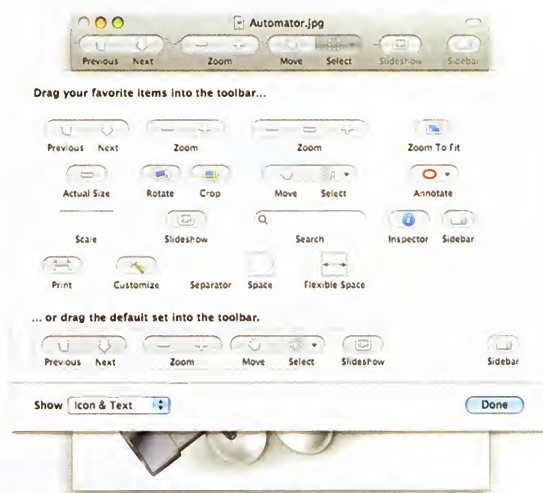 Automator.jpg
Previous Next Zoom Move Select Slideshow Sidebar
Drag your favorite items into the toolbar...
Previous Next Zoom Zoom Zoom To Fit
Actual Size Rotate Crop Move Select Annotate
Scale Slideshow Search Inspector Sidebar
Print Customize Separator Space Flexible Space
... or drag the default set into the toolbar.
Previous Next Zoom Move Select Slideshow Sidebar
Show Icon & Text Done